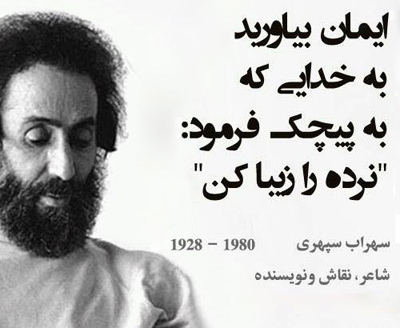 ایمان بیاورید
به خدایی که
به پیچک فرمود:
"نرده را زیبا کن"
سهراب سپهری 1980 – 1928
شاعر، نقاش ونویسنده